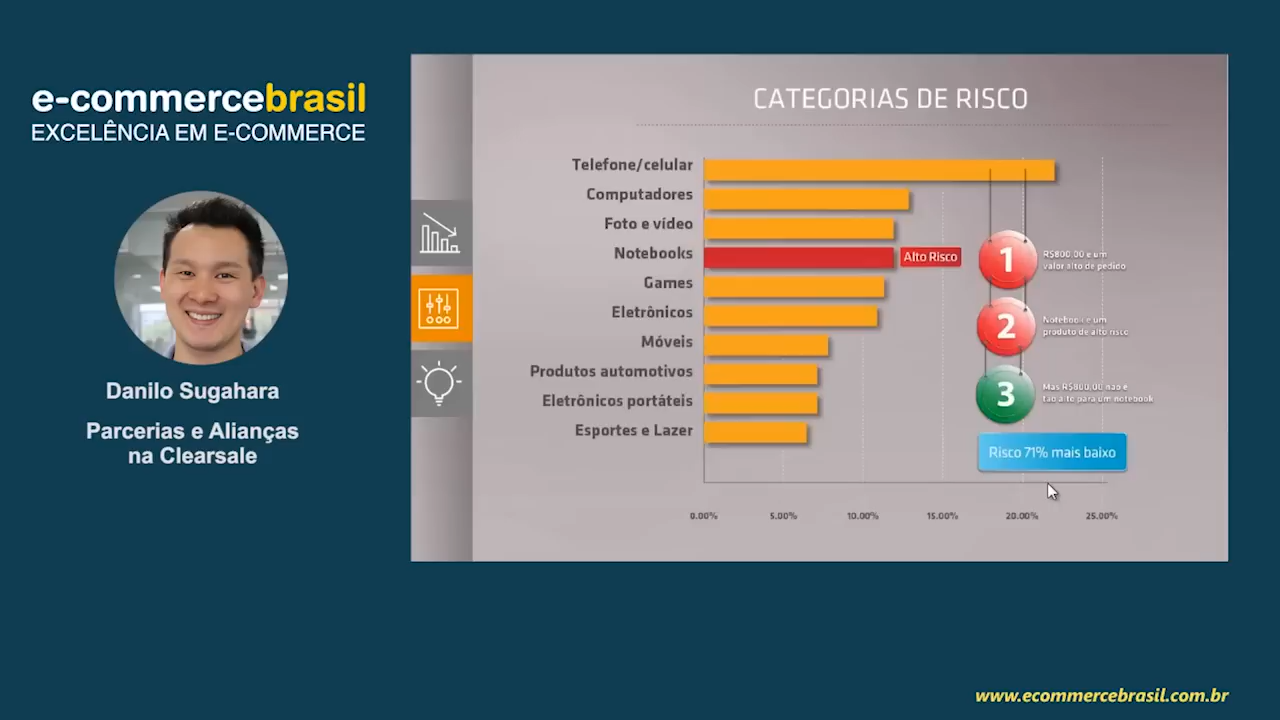 e-commercebrasil
EXCELÊNCIA EM E-COMMERCE
Danilo Sugahara
Parcerias e Alianças
na Clearsale
CATEGORIAS DE RISCO
Telefone/celular
Computadores
Foto e vídeo
Notebooks
Alto Risco
Games
Eletrônicos
Móveis
Produtos automotivos
Eletrônicos portáteis
Esportes e Lazer
1
R$800.00 e um
valor alto de pedido
2
Notebook e um
produto de alto risco
3
Mas R$800.00 nao e
tao alto para um notebook
Risco 71% mais baixo
0.00%
5.00%
10.00%
15.00%
20.00%
25.00%
www.ecommercebrasil.com.br